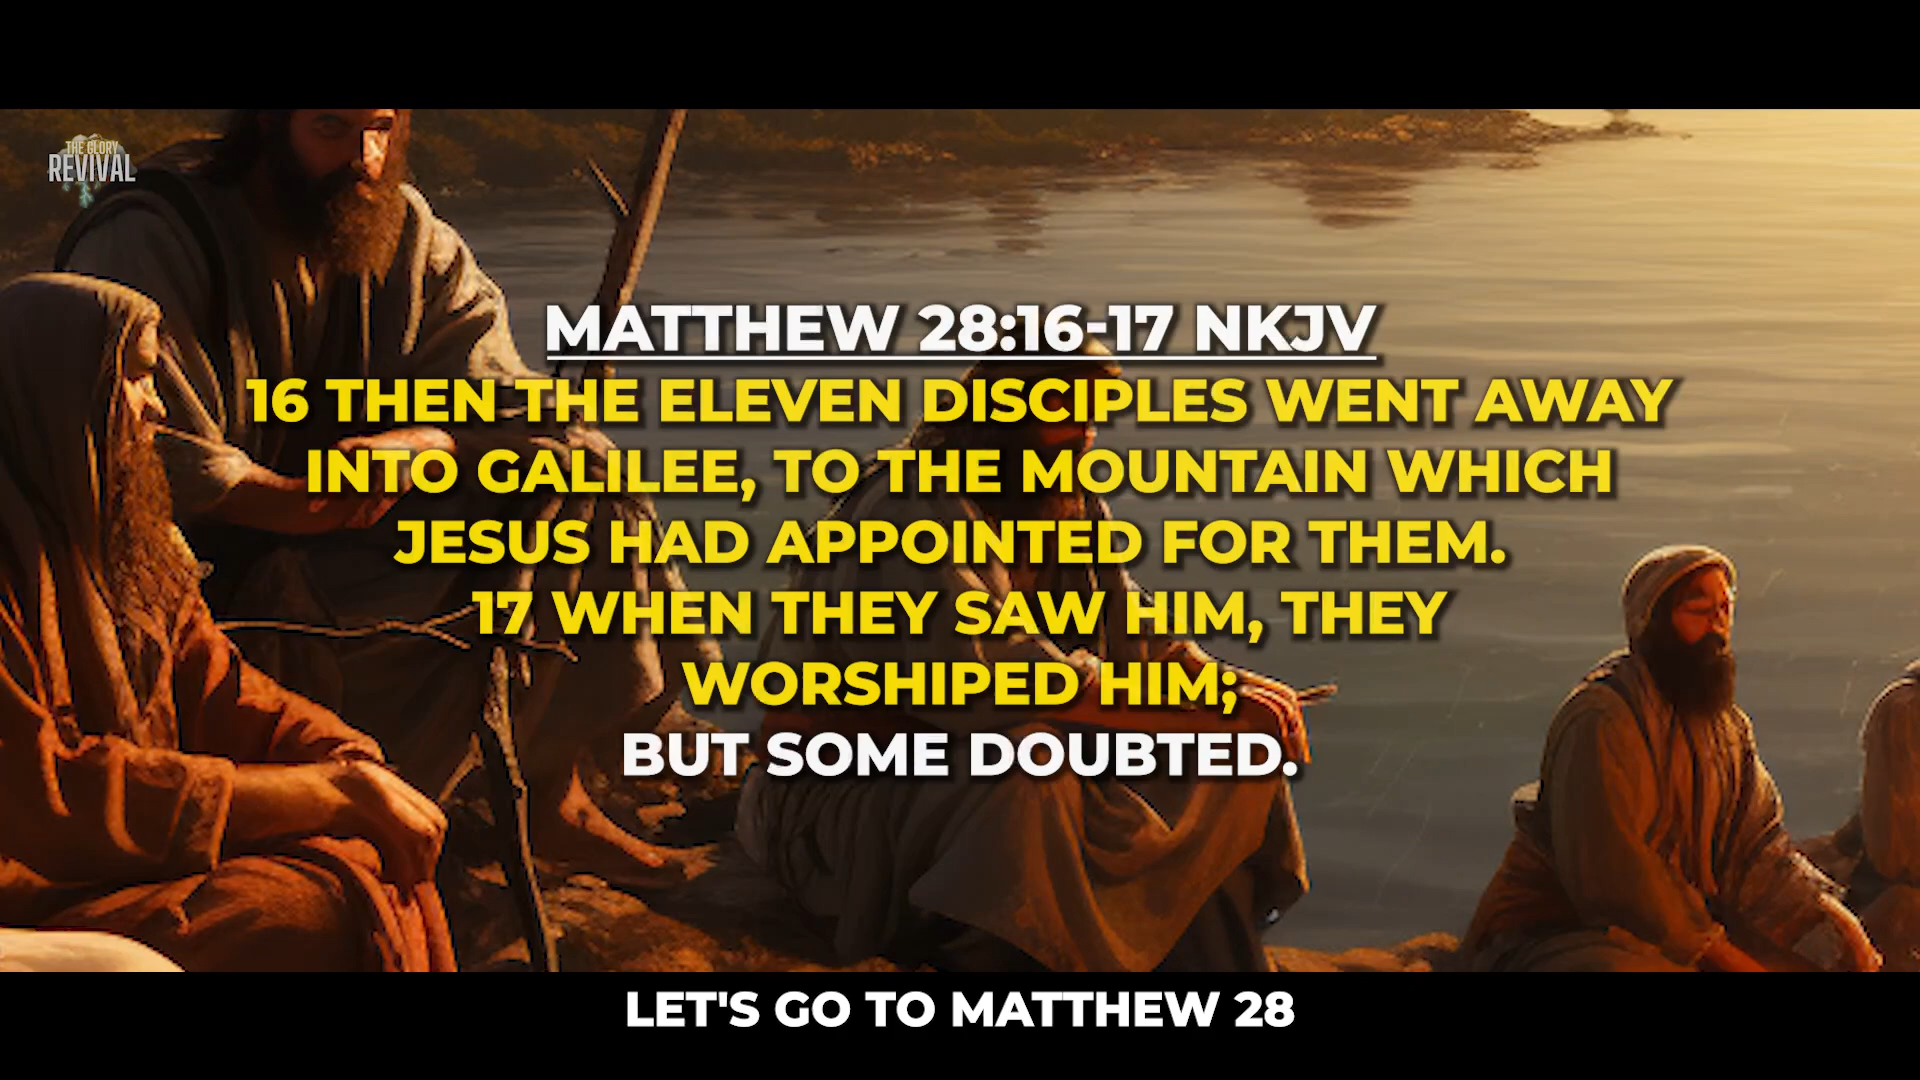 THE GLORY
REVIVAL
MATTHEW 28:16-17 NKJV
16 THEN THE ELEVEN DISCIPLES WENT AWAY
INTO GALILEE, TO THE MOUNTAIN WHICH
JESUS HAD APPOINTED FOR THEM.
17 WHEN THEY SAW HIM, THEY
WORSHIPED HIM;
BUT SOME DOUBTED.
LET'S GO TO MATTHEW 28